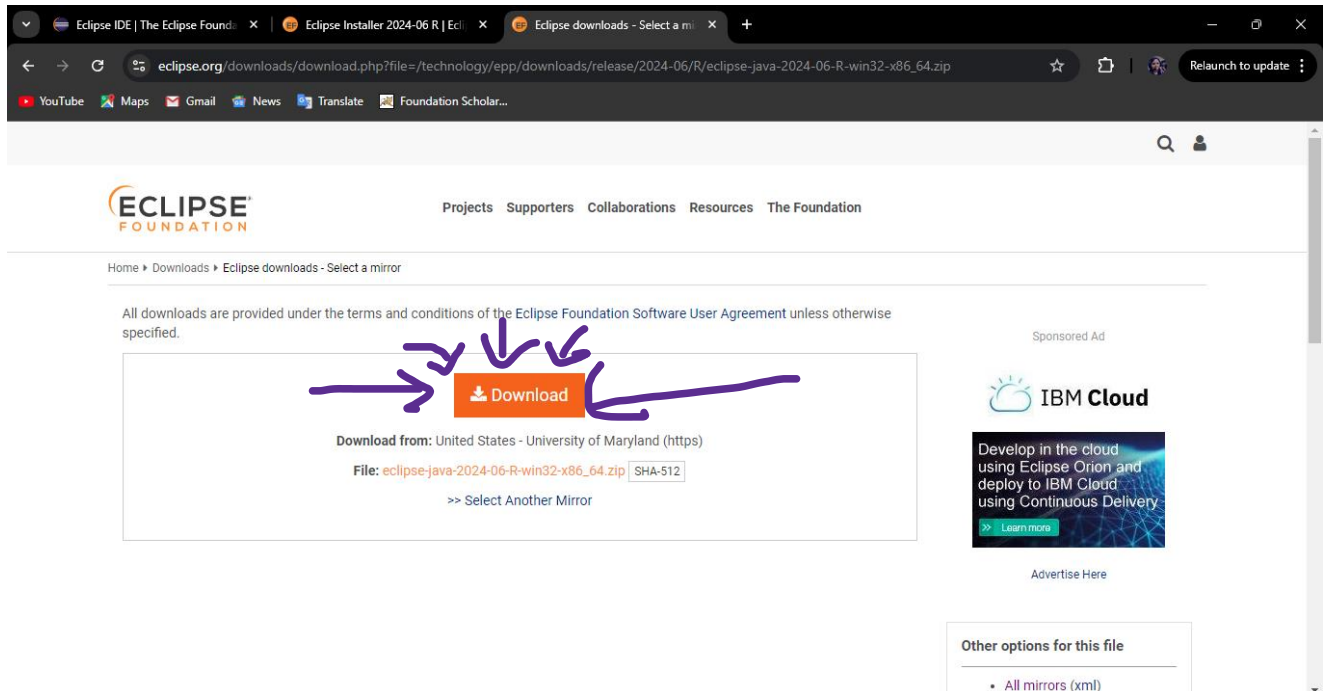 Eclipse IDE | The Eclipse Founda
Eclipse Installer 2024-06 R | Ecli
Eclipse downloads - Select a mi
eclipse.org/downloads/download.php?file=/technology/epp/downloads/release/2024-06/R/eclipse-java-2024-06-R-win32-x86_64.zip
Relaunch to update
YouTube Maps Gmail News Translate Foundation Scholar...
ECLIPSE
FOUNDATION
Projects Supporters Collaborations Resources The Foundation
Home Downloads Eclipse downloads - Select a mirror
All downloads are provided under the terms and conditions of the Eclipse Foundation Software User Agreement unless otherwise
specified.
Download
Download from: United States - University of Maryland (https)
File: eclipse-java-2024-06-R-win32-x86_64.zip SHA-512
>> Select Another Mirror
Sponsored Ad
IBM Cloud
Develop in the cloud
using Eclipse Orion and
deploy to IBM Cloud
using Continuous Delivery
>> Learn more
Advertise Here
Other options for this file
• All mirrors (xml)